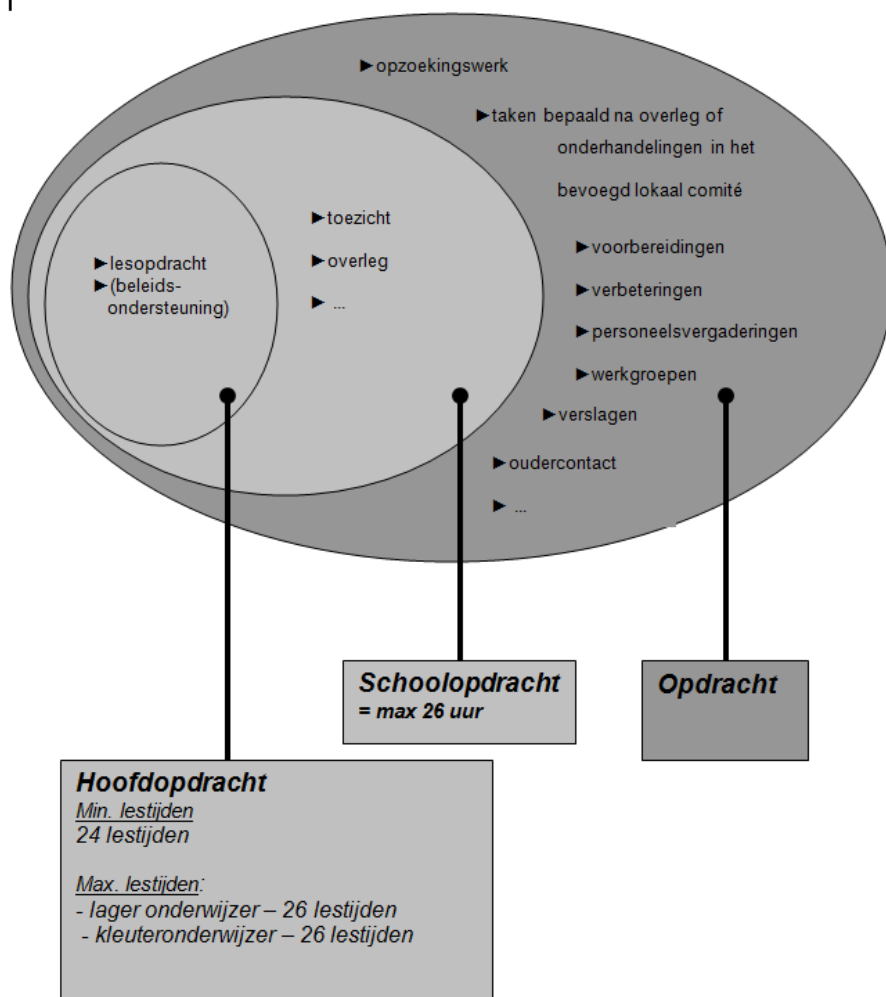 ►opzoekingswerk
►taken bepaald na overleg of
onderhandelingen in het
bevoegd lokaal comité
►toezicht
►overleg
► ...
►lesopdracht
►(beleids-
ondersteuning)
►voorbereidingen
►verbeteringen
►personeelsvergaderingen
►werkgroepen
►verslagen
►oudercontact
► ...
Schoolopdracht
= max 26 uur
Opdracht
Hoofdopdracht
Min. lestijden
24 lestijden
Max. lestijden:
- lager onderwijzer – 26 lestijden
- kleuteronderwijzer – 26 lestijden